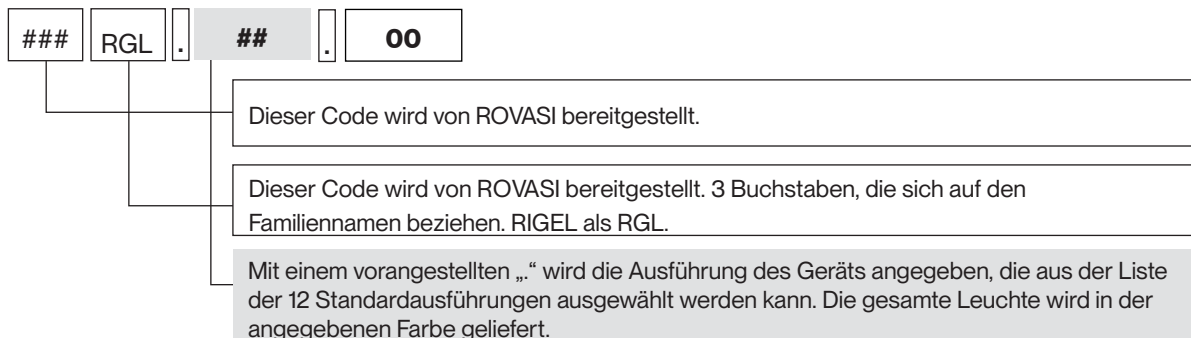 ### RGL . ## . 00
Dieser Code wird von ROVASI bereitgestellt.
Dieser Code wird von ROVASI bereitgestellt. 3 Buchstaben, die sich auf den
Familiennamen beziehen. RIGEL als RGL.
Mit einem vorangestellten „.“ wird die Ausführung des Geräts angegeben, die aus der Liste
der 12 Standardausführungen ausgewählt werden kann. Die gesamte Leuchte wird in der
angegebenen Farbe geliefert.